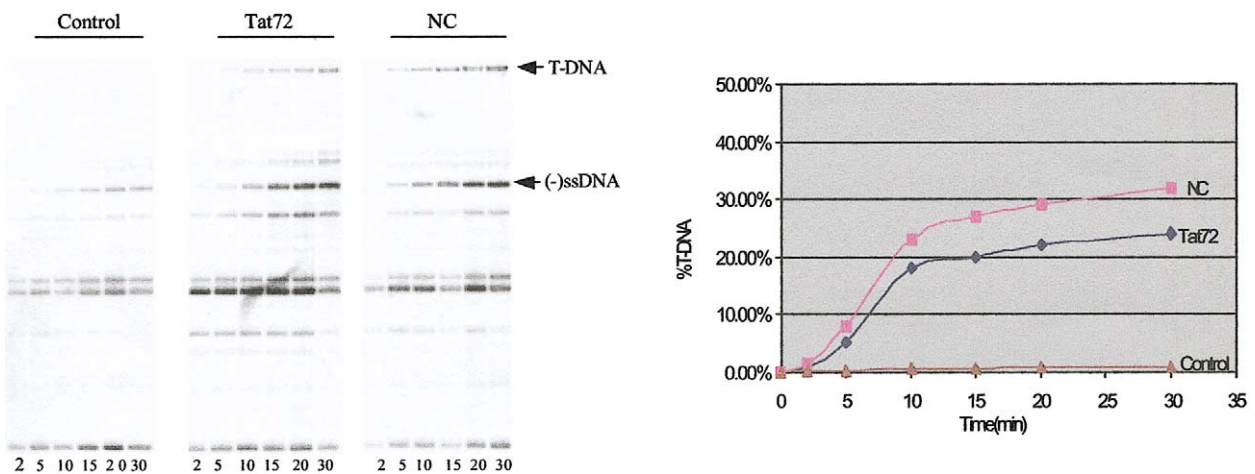 Control
Tat72
NC
T-DNA
(-)ssDNA
2 5 10 15 2 0 30
2 5 10 15 20 30
2 5 10 15 20 30
50.00%
40.00%
30.00%
20.00%
10.00%
0.00%
%T-DNA
NC
Tat72
Control
0 5 10 15 20 25 30 35
Time(min)